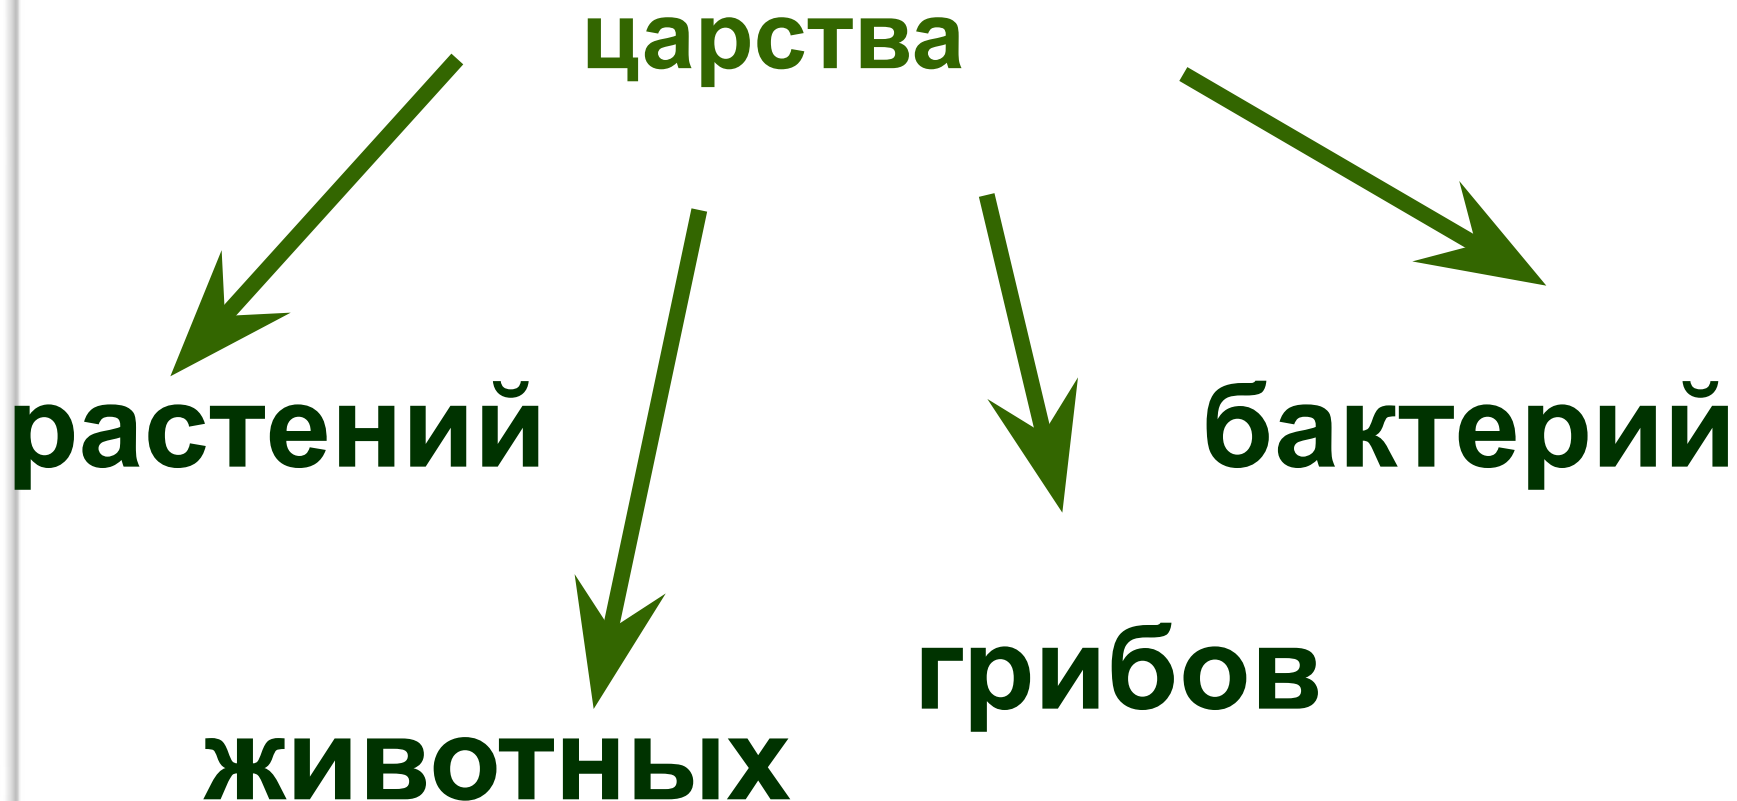 царства
растений
бактерий
грибов
животных